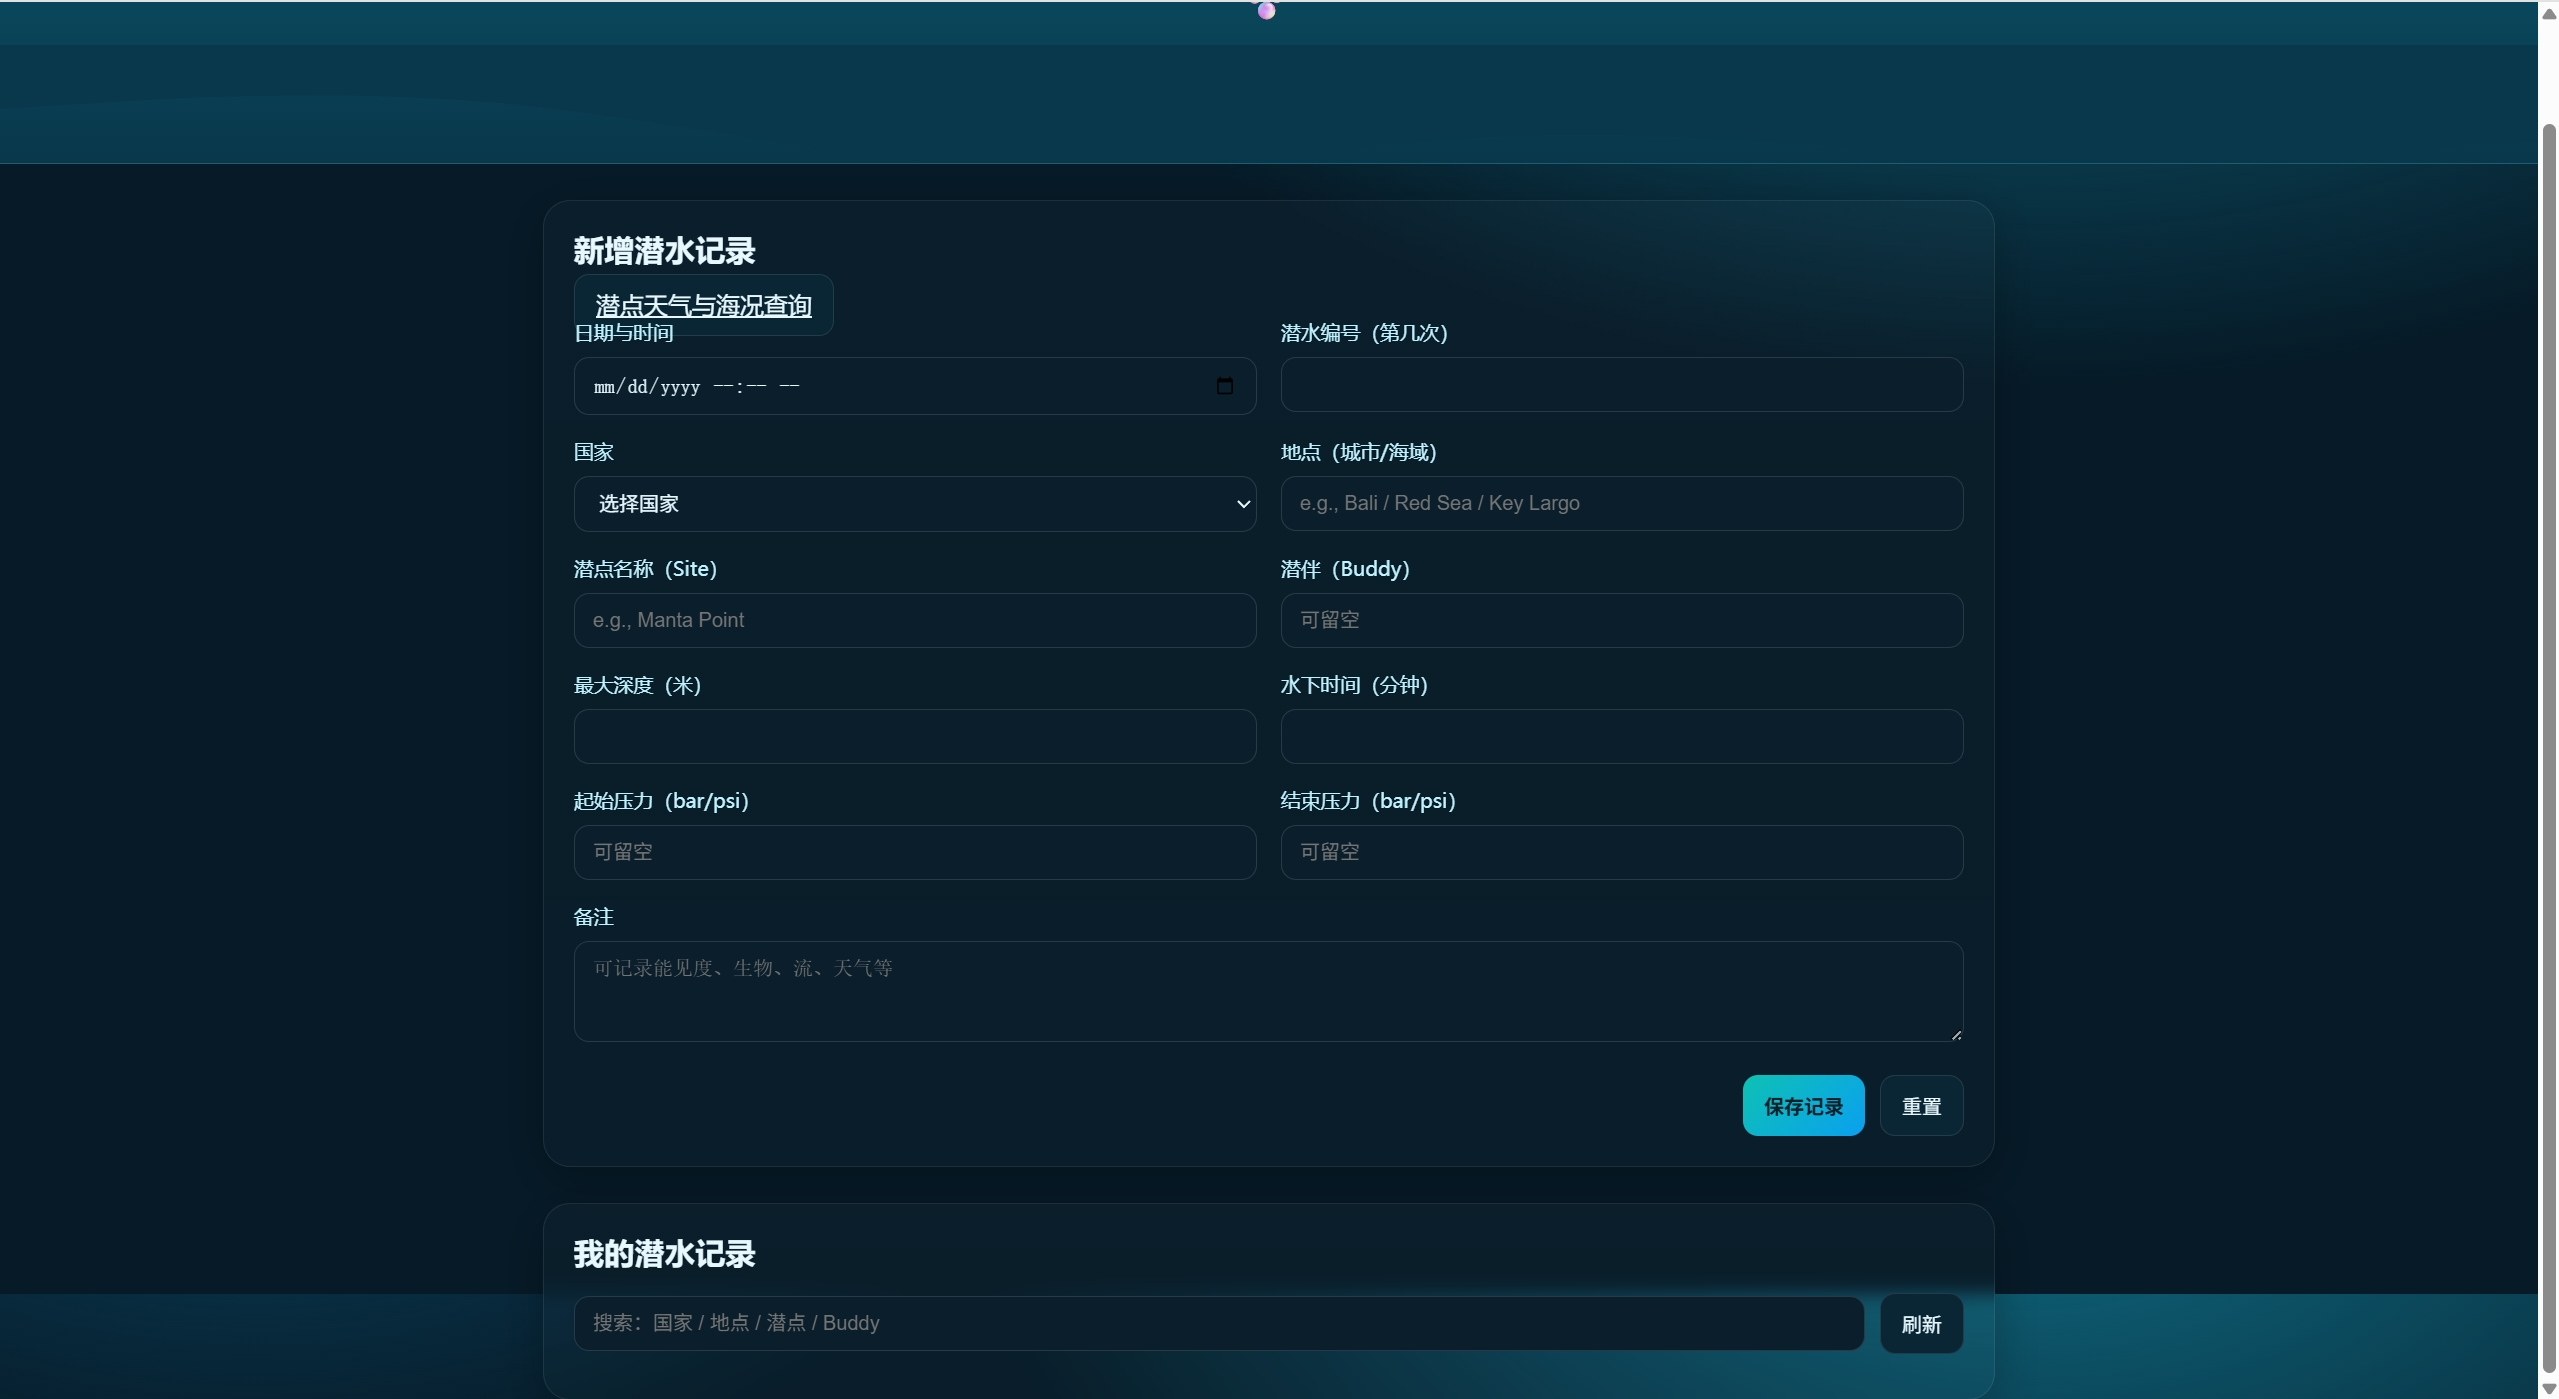 新增潜水记录
潜点天气与海况查询
日期与时间
潜水编号（第几次）
mm/dd/yyyy --:-- --
国家
地点（城市/海域）
选择国家
e.g., Bali / Red Sea / Key Largo
潜点名称（Site）
潜伴（Buddy）
e.g., Manta Point
可留空
最大深度（米）
水下时间（分钟）
起始压力（bar/psi）
结束压力（bar/psi）
可留空
可留空
备注
可记录能见度、生物、流、天气等
保存记录
重置
我的潜水记录
搜索：国家 / 地点 / 潜点 / Buddy
刷新